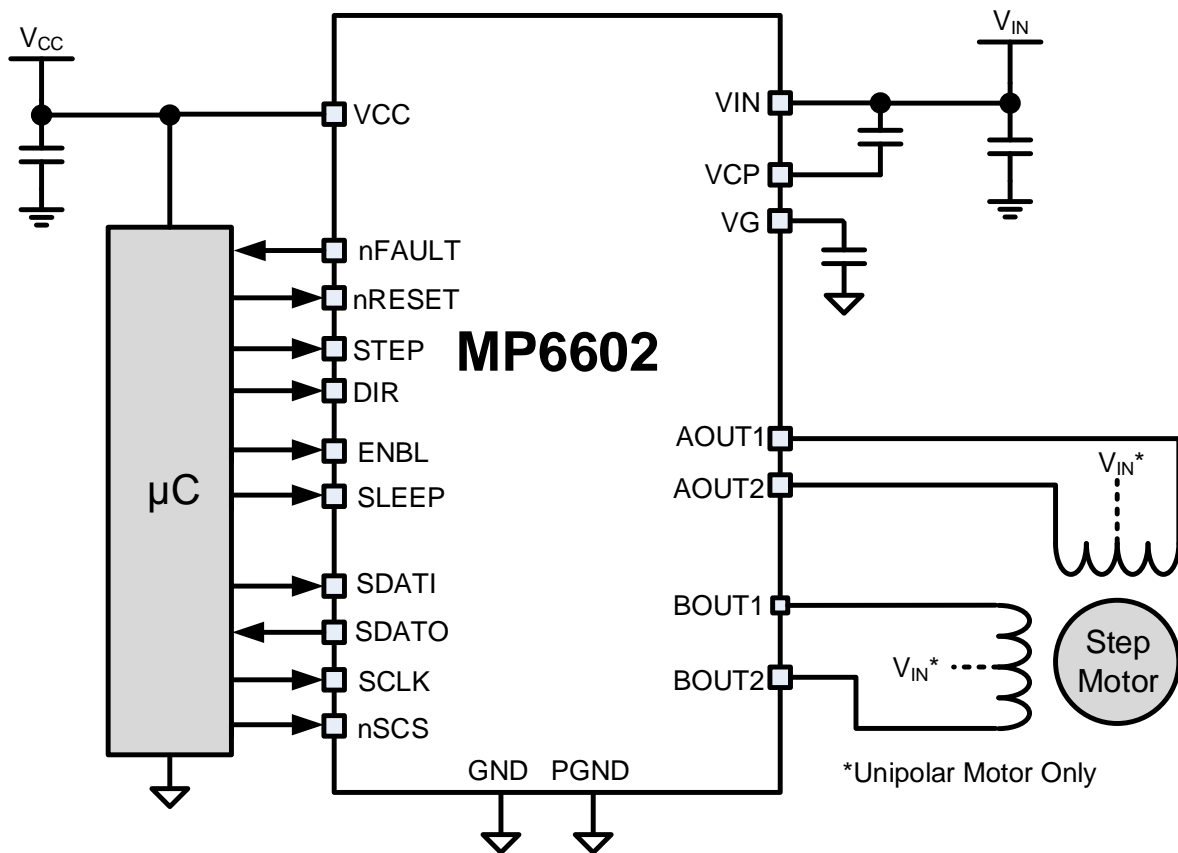 VCC
VIN
VCC
nFAULT
nRESET
STEP
DIR
ENBL
SLEEP
SDATI
SDATO
SCLK
nSCS
µC
MP6602
VIN
VCP
VG
AOUT1
AOUT2
BOUT1
BOUT2
VIN*
VIN*
Step
Motor
GND PGND
*Unipolar Motor Only